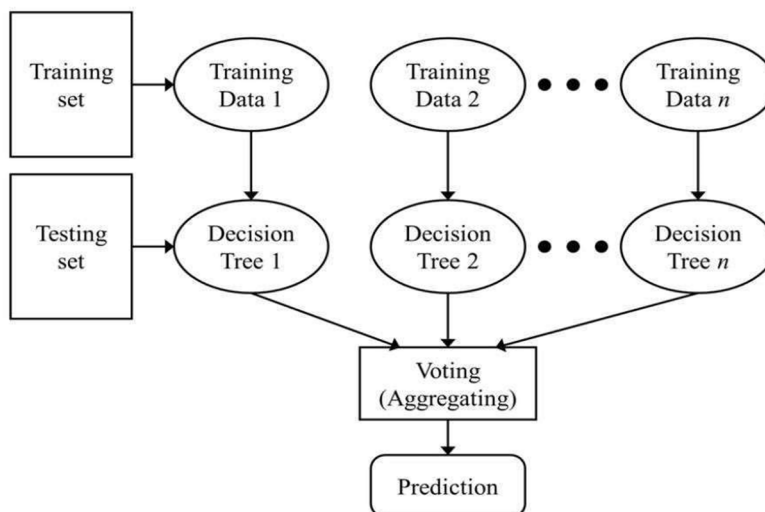 Training
set
Training
Data 1
Training
Data 2
Training
Data n
Testing
set
Decision
Tree 1
Decision
Tree 2
Decision
Tree n
Voting
(Aggregating)
Prediction